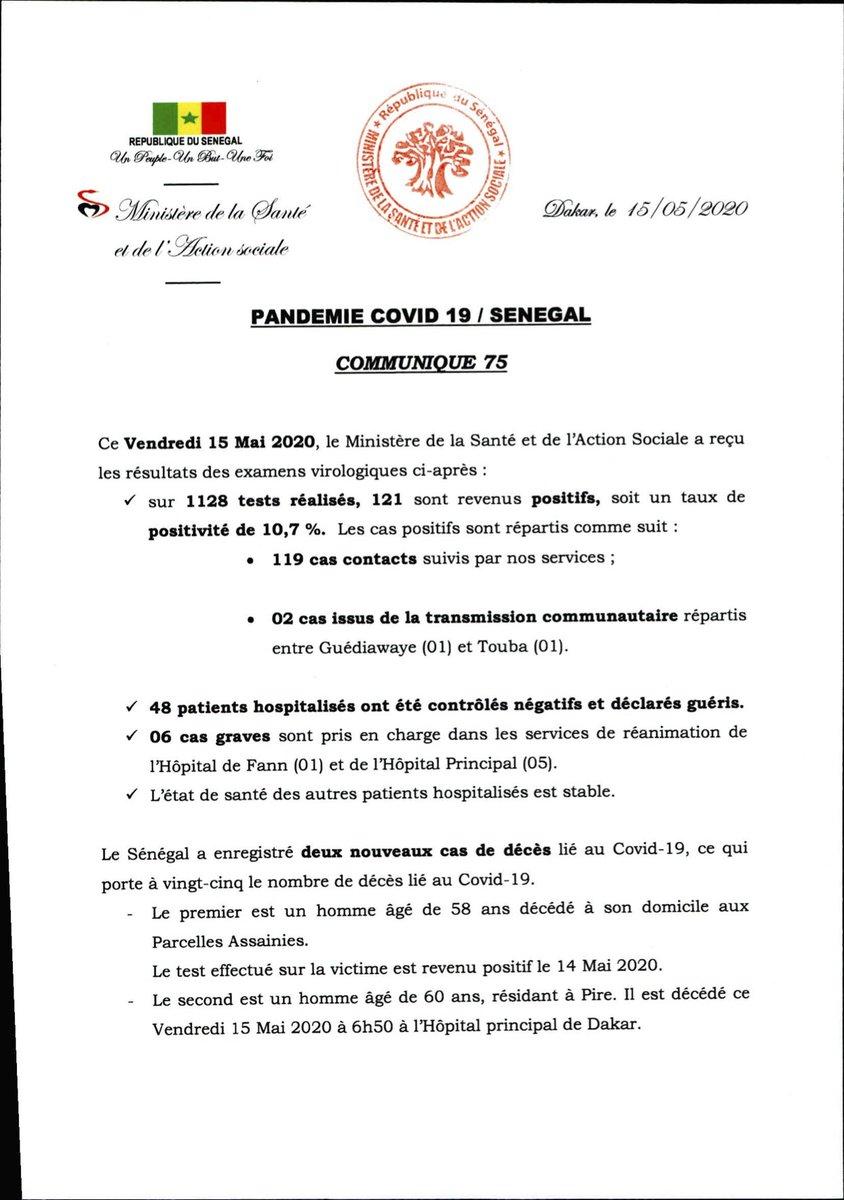 REPUBLIQUE DU SENEGAL
Un Peuple-Un But-Une Foi
Ministère de la Santé
et de l'Action sociale
République du Sénégal
MINISTÈRE DE LA SANTÉ ET DE L'ACTION SOCIALE
Dakar, le 15/05/2020
PANDEMIE COVID 19 / SENEGAL
COMMUNIQUE 75
Ce Vendredi 15 Mai 2020, le Ministère de la Santé et de l'Action Sociale a reçu
les résultats des examens virologiques ci-après :
✓ sur 1128 tests réalisés, 121 sont revenus positifs, soit un taux de
positivité de 10,7 %. Les cas positifs sont répartis comme suit :
• 119 cas contacts suivis par nos services ;
• 02 cas issus de la transmission communautaire répartis
entre Guédiawaye (01) et Touba (01).
✓ 48 patients hospitalisés ont été contrôlés négatifs et déclarés guéris.
✓ 06 cas graves sont pris en charge dans les services de réanimation de
l'Hôpital de Fann (01) et de l'Hôpital Principal (05).
✓ L'état de santé des autres patients hospitalisés est stable.
Le Sénégal a enregistré deux nouveaux cas de décès lié au Covid-19, ce qui
porte à vingt-cinq le nombre de décès lié au Covid-19.
- Le premier est un homme âgé de 58 ans décédé à son domicile aux
Parcelles Assainies.
Le test effectué sur la victime est revenu positif le 14 Mai 2020.
- Le second est un homme âgé de 60 ans, résidant à Pire. Il est décédé ce
Vendredi 15 Mai 2020 à 6h50 à l'Hôpital principal de Dakar.